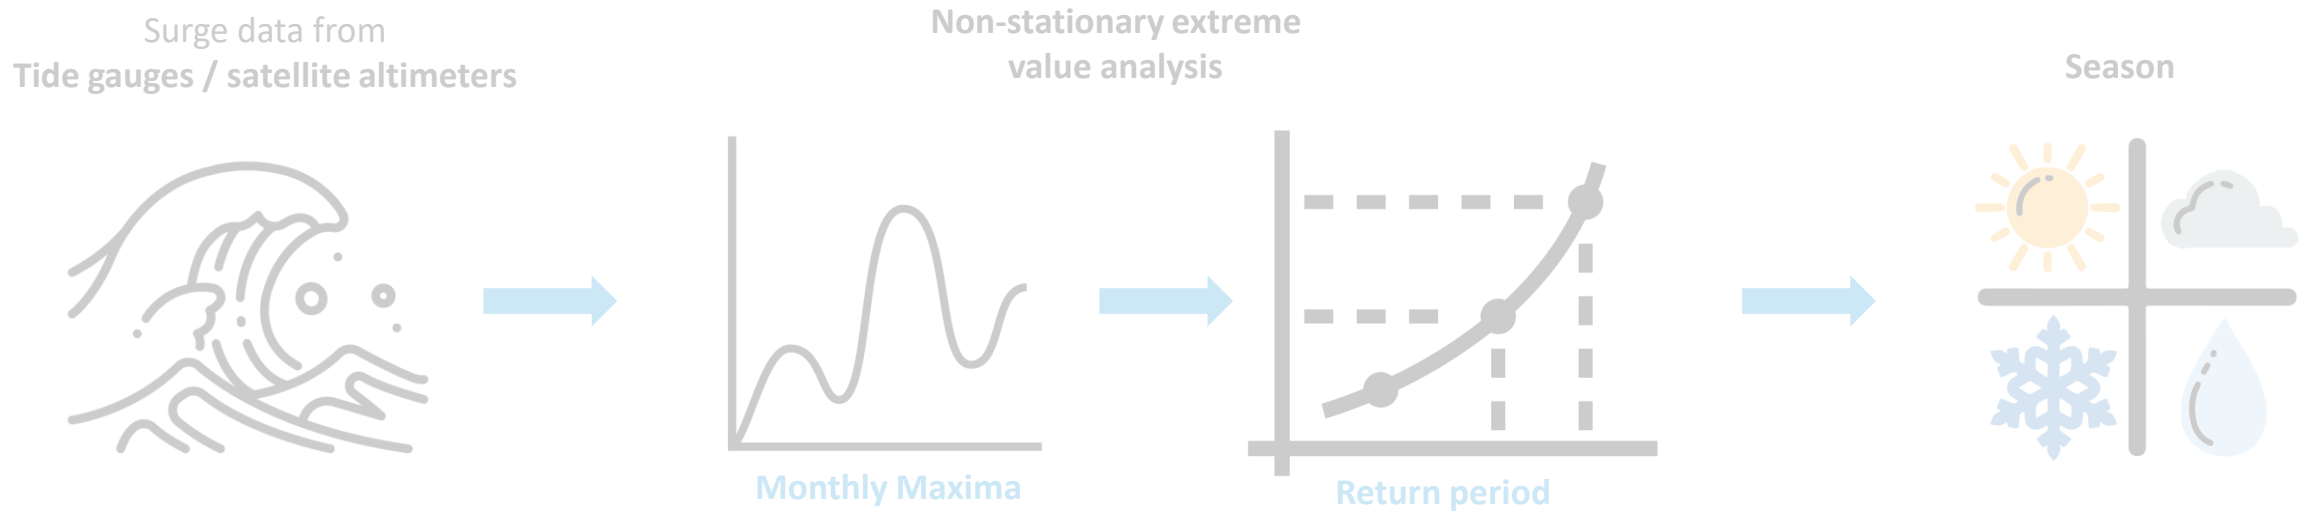 Surge data from
Tide gauges / satellite altimeters
Non-stationary extreme
value analysis
Season
Monthly Maxima
Return period